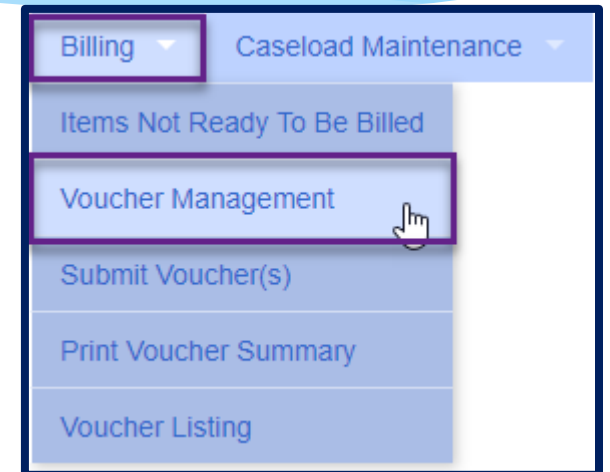 Billing Caseload Maintenance
Items Not Ready To Be Billed
Voucher Management
Submit Voucher(s)
Print Voucher Summary
Voucher Listing